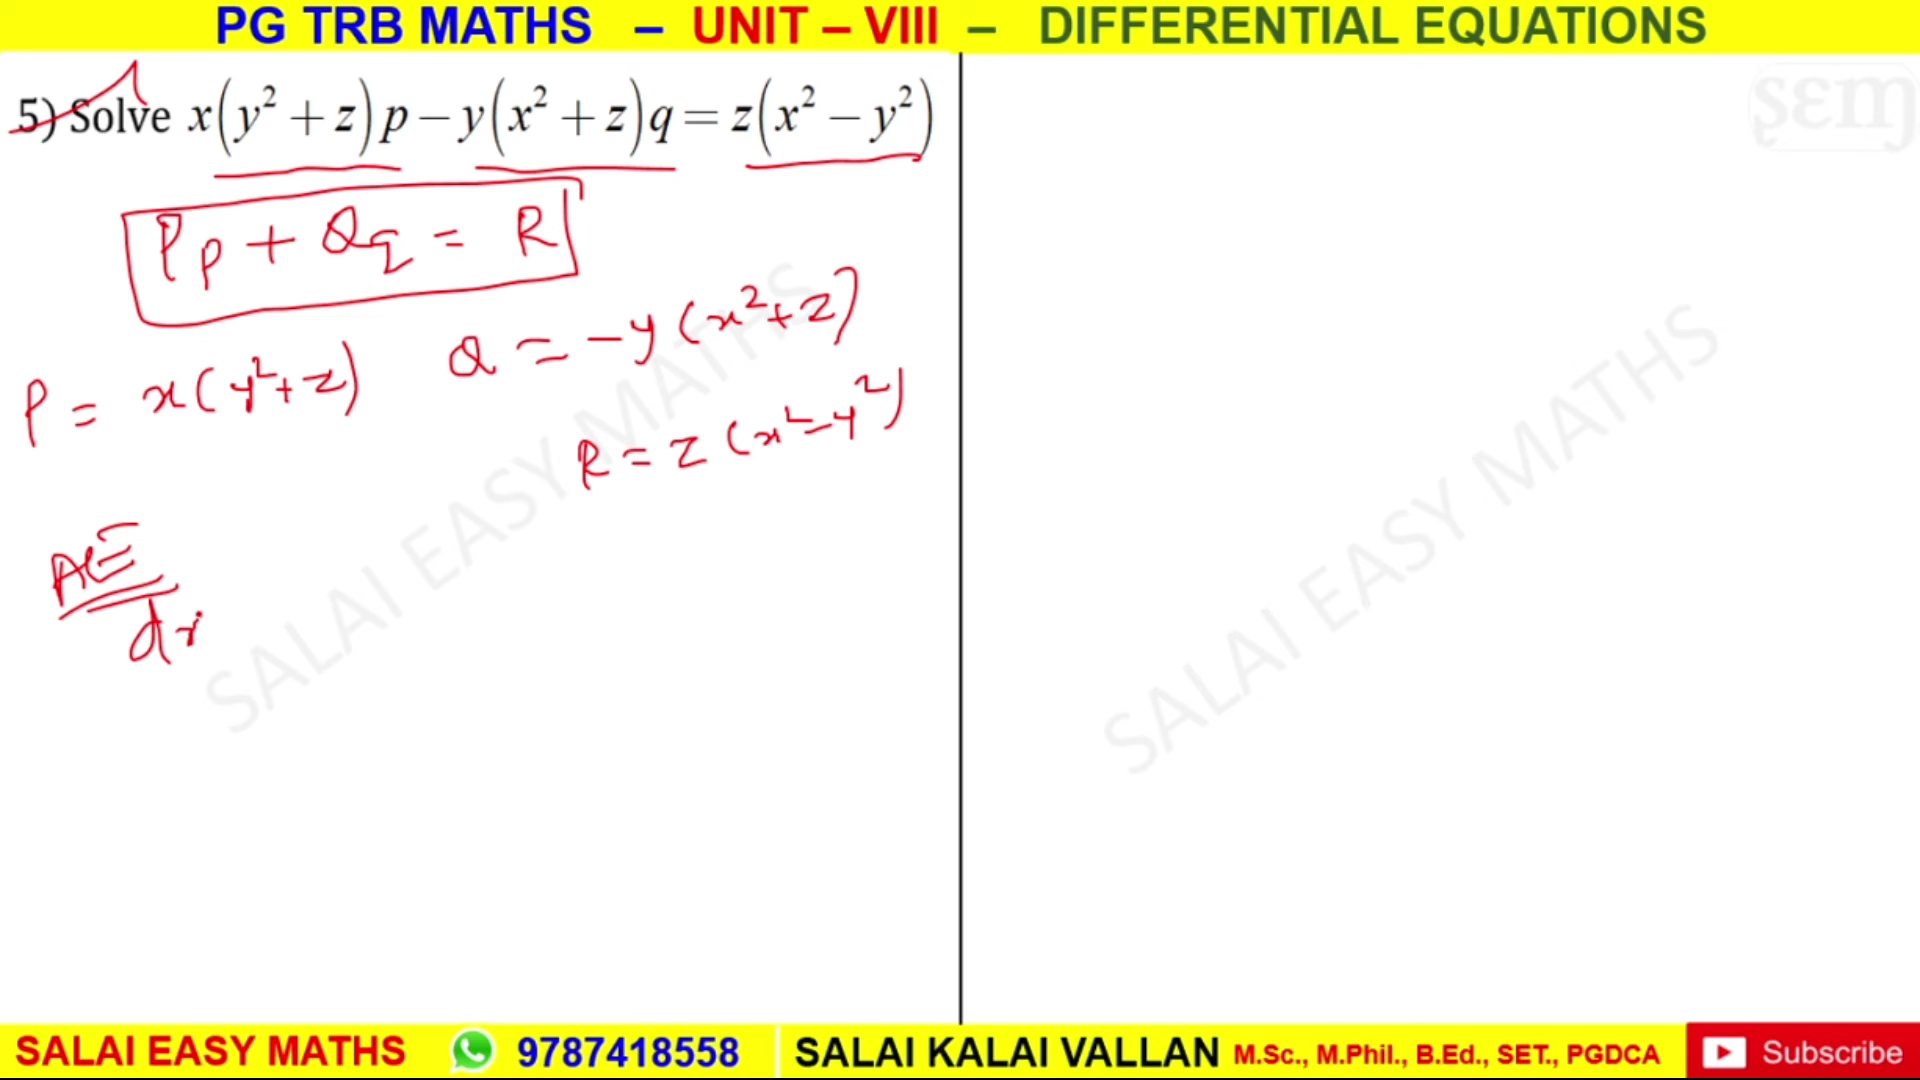 PG TRB MATHS – UNIT – VIII – DIFFERENTIAL EQUATIONS
sem
5) Solve x(y² + z)p − y(x² + z)q = z(x² − y²)
Pp + Qq = R
P = x(y²+z) Q = −y(x²+z)
R = z(x²−y²)
AE
dx
SALAI EASY MATHS
SALAI EASY MATHS
SALAI EASY MATHS 9787418558 SALAI KALAI VALLAN M.Sc., M.Phil., B.Ed., SET., PGDCA Subscribe